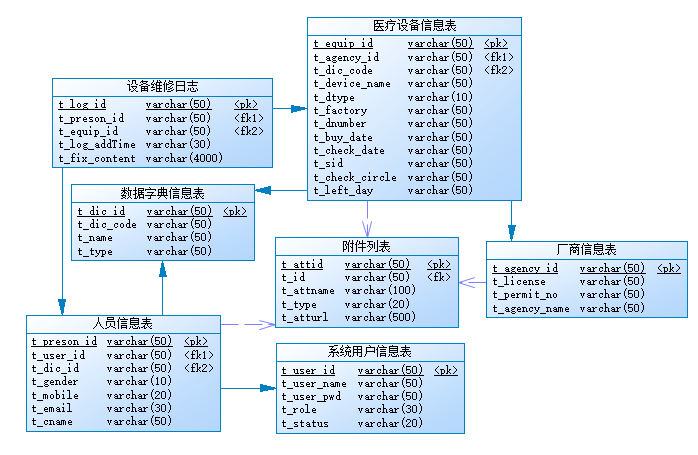 医疗设备信息表
t_equip_id varchar(50) <pk>
t_agency_id varchar(50) <fk1>
t_dic_code varchar(50) <fk2>
t_device_name varchar(50)
t_dtype varchar(10)
t_factory varchar(50)
t_dnumber varchar(50)
t_buy_date varchar(50)
t_check_date varchar(50)
t_sid varchar(50)
t_check_circle varchar(50)
t_left_day varchar(50)
设备维修日志
t_log_id varchar(50) <pk>
t_preson_id varchar(50) <fk1>
t_equip_id varchar(50) <fk2>
t_log_addTime varchar(30)
t_fix_content varchar(4000)
数据字典信息表
t_dic_id varchar(50) <pk>
t_dic_code varchar(50)
t_name varchar(50)
t_type varchar(50)
附件列表
t_attid varchar(50) <pk>
t_id varchar(50) <fk>
t_attname varchar(100)
t_type varchar(20)
t_atturl varchar(500)
厂商信息表
t_agency_id varchar(50) <pk>
t_license varchar(50)
t_permit_no varchar(50)
t_agency_name varchar(50)
人员信息表
t_preson_id varchar(50) <pk>
t_user_id varchar(50) <fk1>
t_dic_id varchar(50) <fk2>
t_gender varchar(10)
t_mobile varchar(20)
t_email varchar(30)
t_cname varchar(50)
系统用户信息表
t_user_id varchar(50) <pk>
t_user_name varchar(50)
t_user_pwd varchar(50)
t_role varchar(30)
t_status varchar(20)